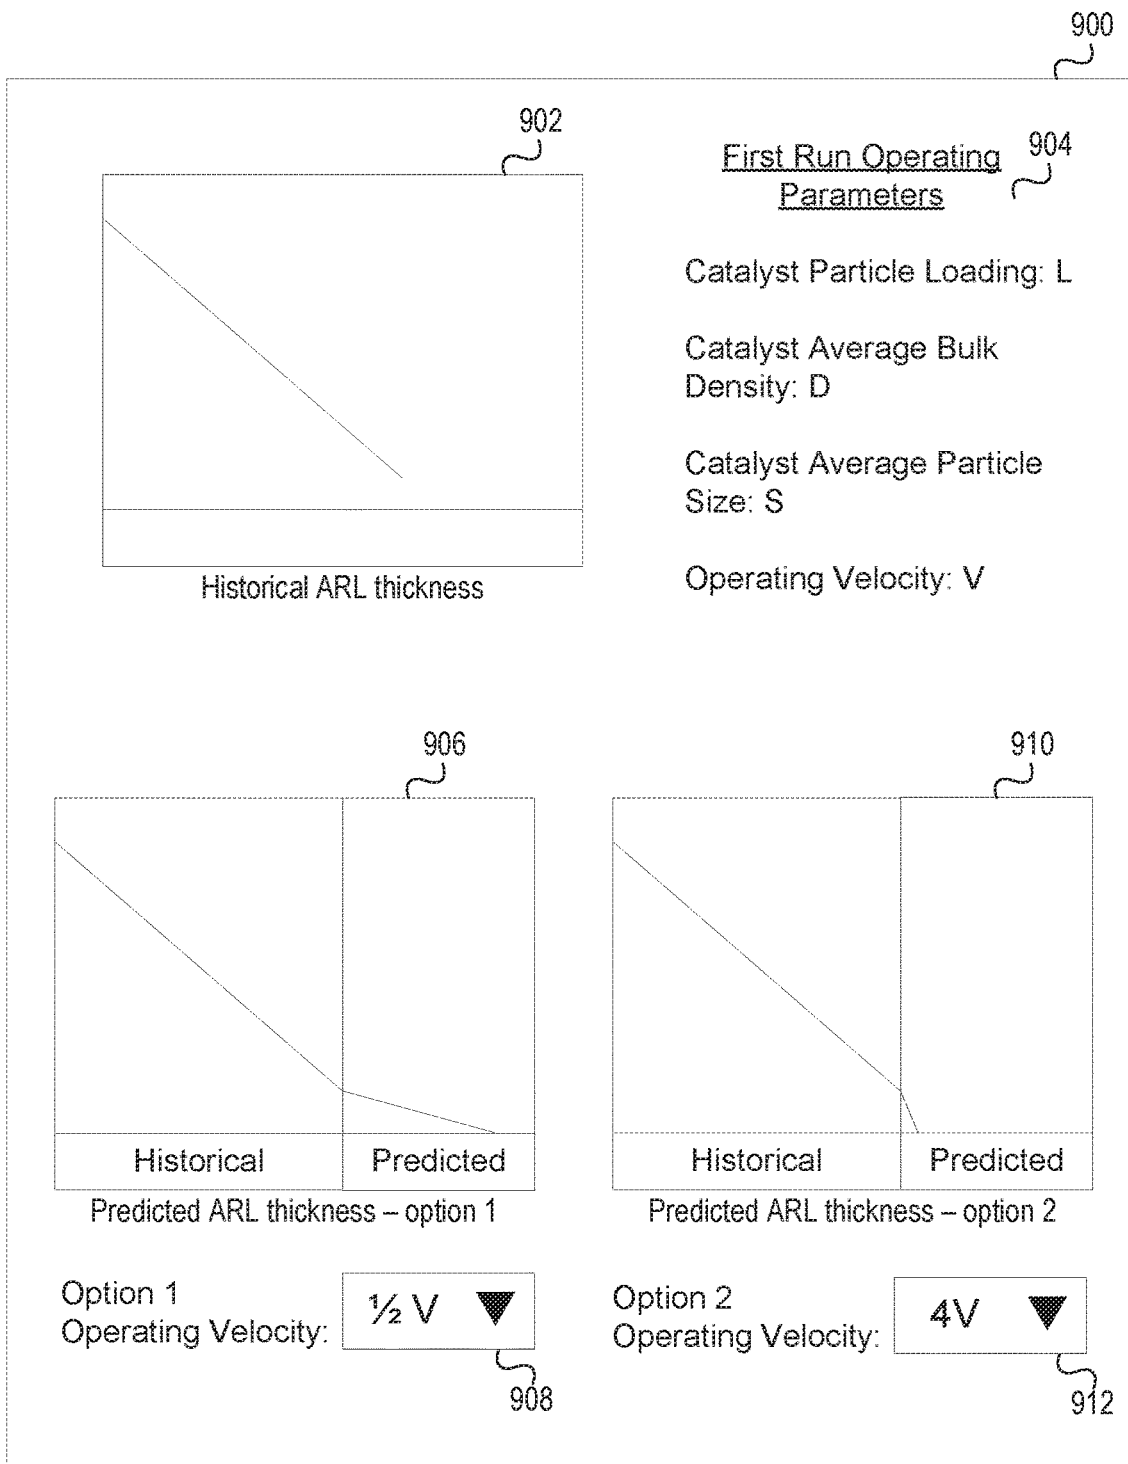 900
902
First Run Operating
Parameters
904
Catalyst Particle Loading: L
Catalyst Average Bulk
Density: D
Catalyst Average Particle
Size: S
Operating Velocity: V
Historical ARL thickness
906
910
Historical
Predicted
Historical
Predicted
Predicted ARL thickness – option 1
Predicted ARL thickness – option 2
Option 1
Operating Velocity:
½ V
Option 2
Operating Velocity:
4V
908
912